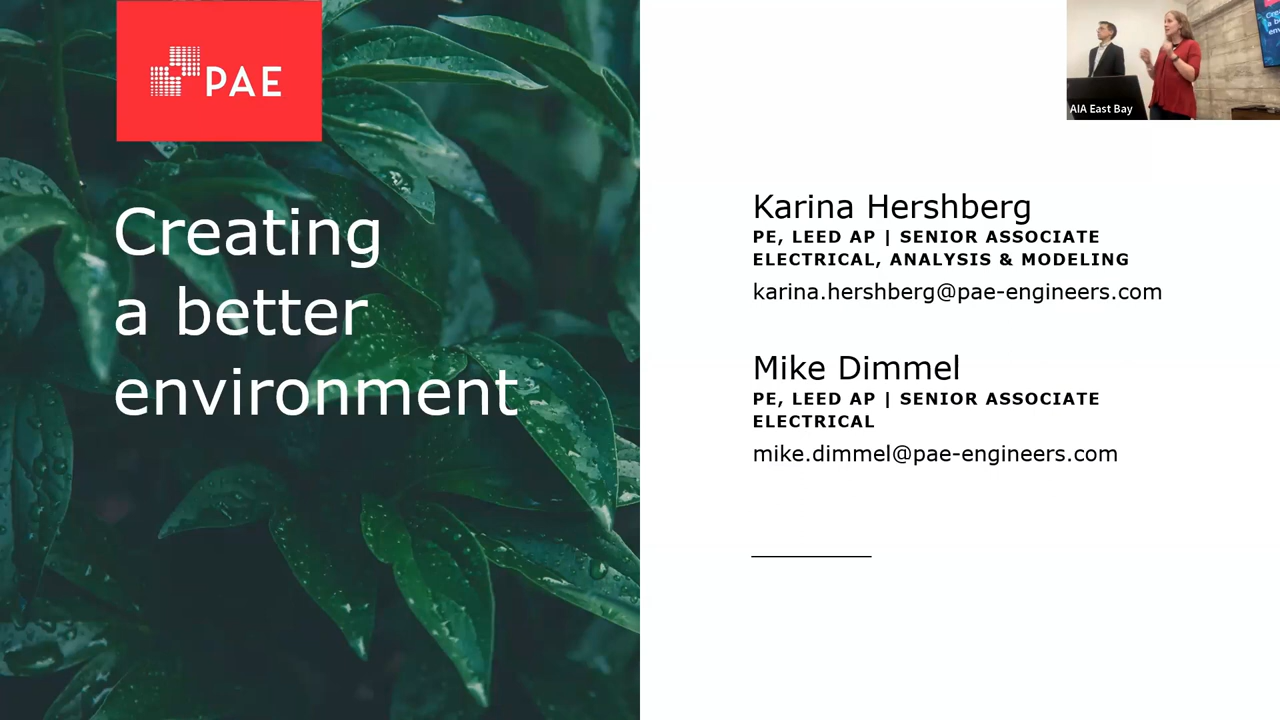 PAE
Creating
a better
environment
Karina Hershberg
PE, LEED AP | SENIOR ASSOCIATE
ELECTRICAL, ANALYSIS & MODELING
karina.hershberg@pae-engineers.com
Mike Dimmel
PE, LEED AP | SENIOR ASSOCIATE
ELECTRICAL
mike.dimmel@pae-engineers.com
AIA East Bay